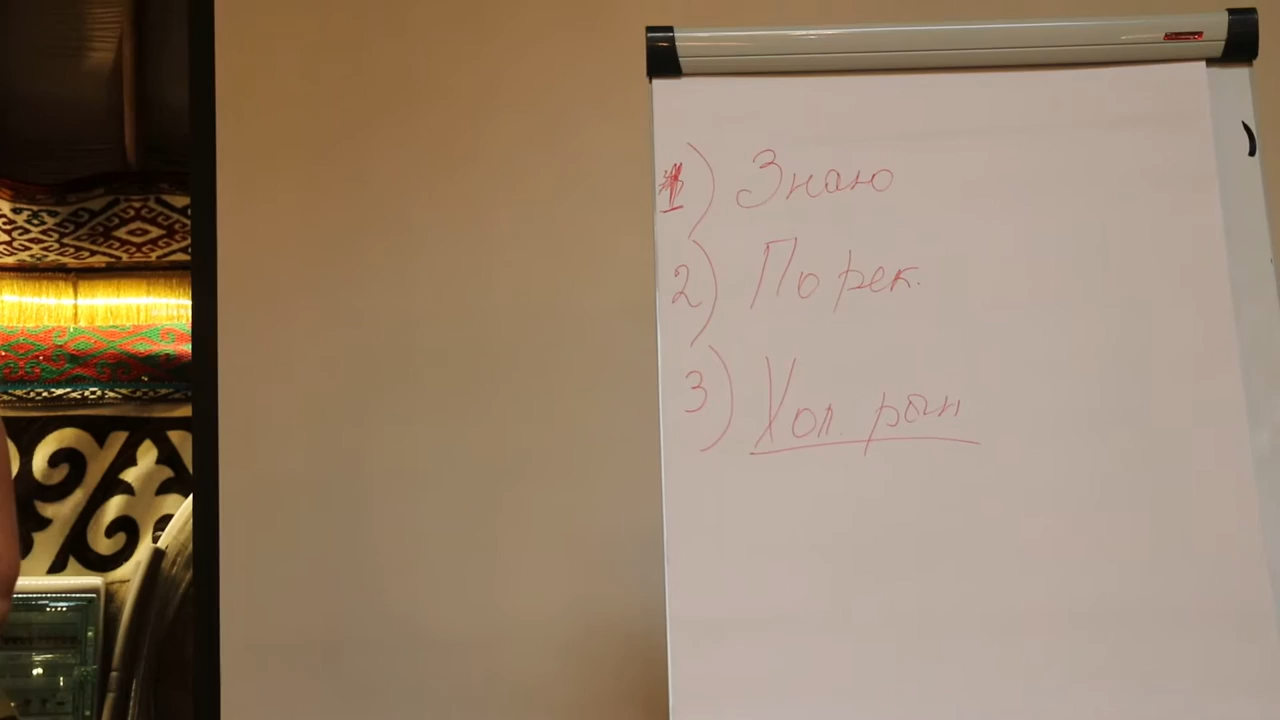 1) Знаю
2) По рек.
3) Хол. рын